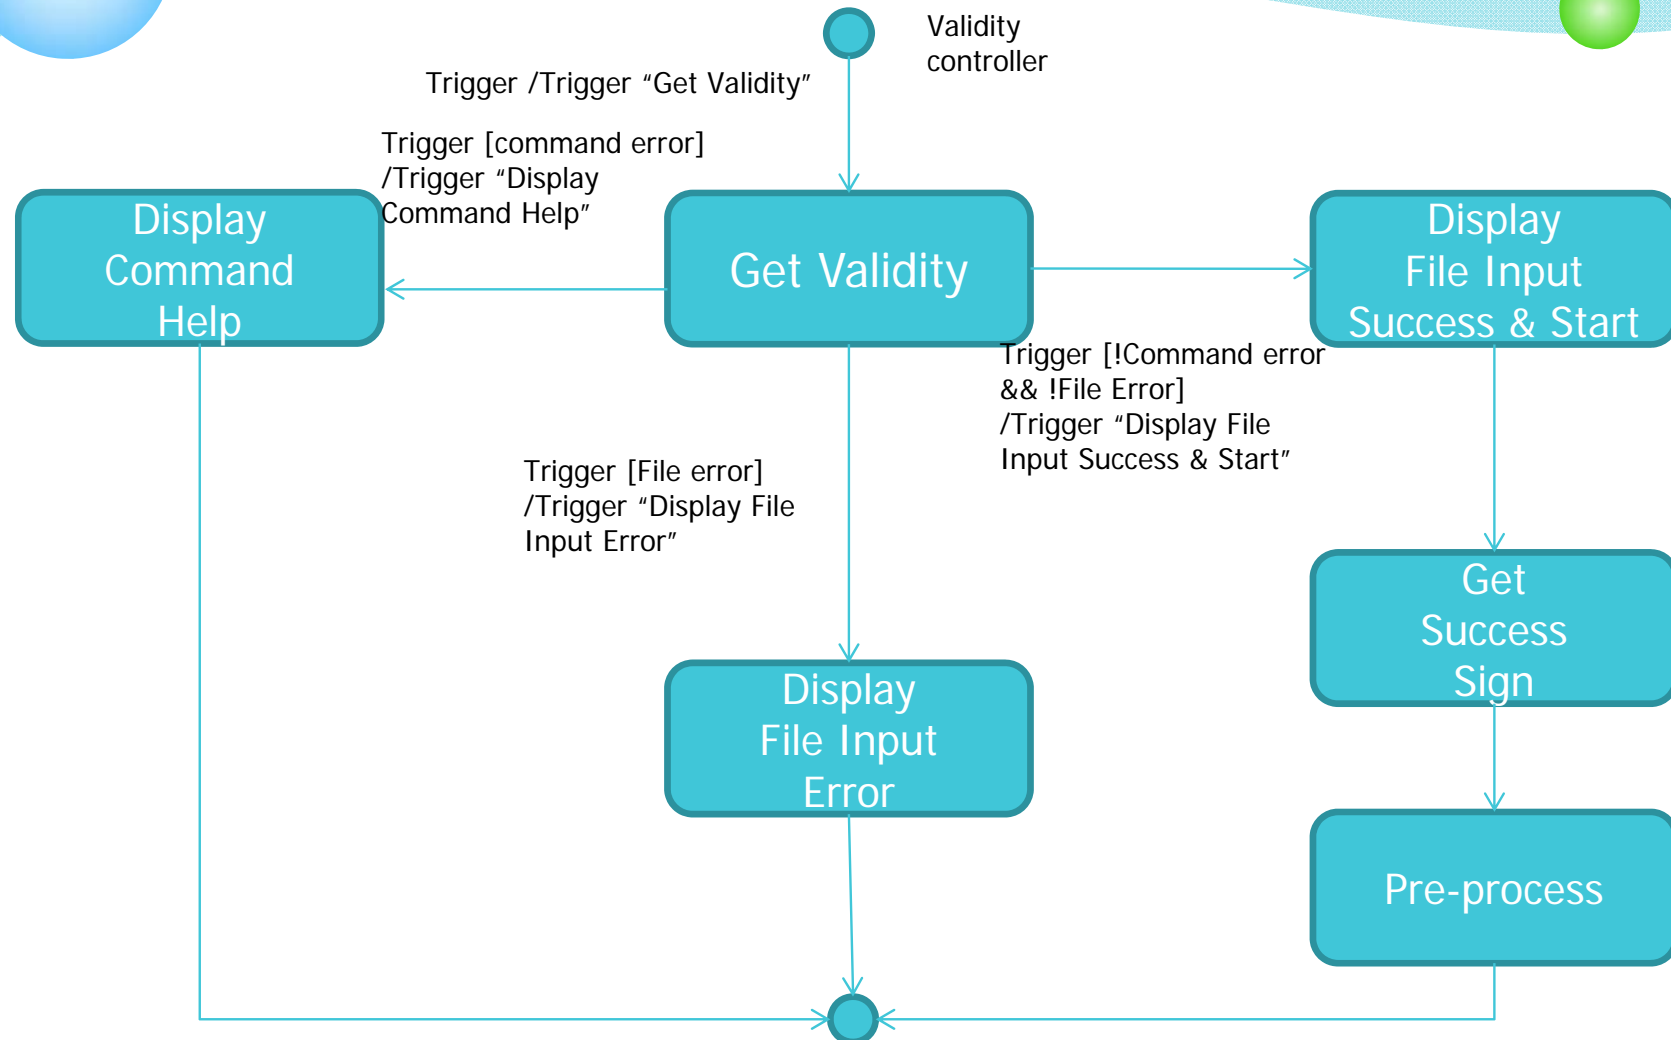 Validity
controller
Trigger /Trigger “Get Validity”
Trigger [command error]
/Trigger “Display
Command Help”
Display
Command
Help
Get Validity
Display
File Input
Success & Start
Trigger [!Command error
&& !File Error]
/Trigger “Display File
Input Success & Start”
Trigger [File error]
/Trigger “Display File
Input Error”
Get
Success
Sign
Display
File Input
Error
Pre-process